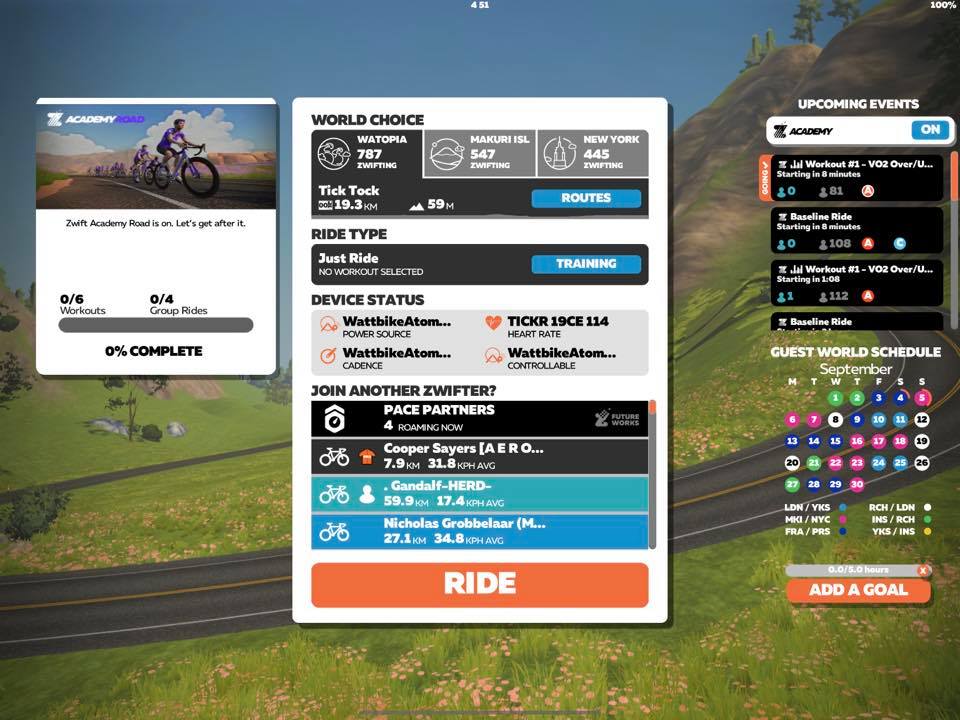 4 51
100%
ACADEMY ROAD
Zwift Academy Road is on. Let's get after it.
0/6
Workouts
0/4
Group Rides
0% COMPLETE
WORLD CHOICE
WATOPIA
787
ZWIFTING
MAKURI ISL
547
ZWIFTING
NEW YORK
445
ZWIFTING
Tick Tock
19.3 KM
59 M
ROUTES
RIDE TYPE
Just Ride
NO WORKOUT SELECTED
TRAINING
DEVICE STATUS
WattbikeAtom...
POWER SOURCE
TICKR 19CE 114
HEART RATE
WattbikeAtom...
CADENCE
WattbikeAtom...
CONTROLLABLE
JOIN ANOTHER ZWIFTER?
PACE PARTNERS
4 ROAMING NOW
FUTURE
WORKS
Cooper Sayers [A E R O...
7.9 KM 31.8 KPH AVG
. Gandalf-HERD-
59.9 KM 17.4 KPH AVG
Nicholas Grobbelaar (M...
27.1 KM 34.8 KPH AVG
RIDE
UPCOMING EVENTS
ACADEMY
ON
GOING
Workout #1 - VO2 Over/U...
Starting in 8 minutes
0 81 A
Baseline Ride
Starting in 8 minutes
0 108 A C
Workout #1 - VO2 Over/U...
Starting in 1:08
1 112 A
Baseline Ride
GUEST WORLD SCHEDULE
September
M T W T F S S
1 2 3 4 5
6 7 8 9 10 11 12
13 14 15 16 17 18 19
20 21 22 23 24 25 26
27 28 29 30
LDN / YKS
RCH / LDN
MKI / NYC
INS / RCH
FRA / PRS
YKS / INS
0.0/5.0 hours X
ADD A GOAL